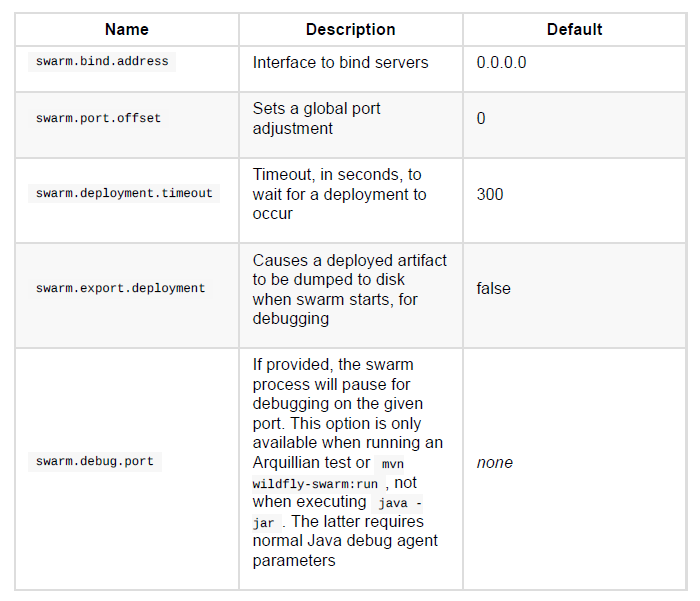 Name Description Default
swarm.bind.address Interface to bind servers 0.0.0.0
swarm.port.offset Sets a global port
adjustment 0
swarm.deployment.timeout Timeout, in seconds, to
wait for a deployment to
occur 300
swarm.export.deployment Causes a deployed artifact
to be dumped to disk
when swarm starts, for
debugging false
swarm.debug.port If provided, the swarm
process will pause for
debugging on the given
port. This option is only
available when running an
Arquillian test or mvn
wildfly-swarm:run , not
when executing java -
jar . The latter requires
normal Java debug agent
parameters none